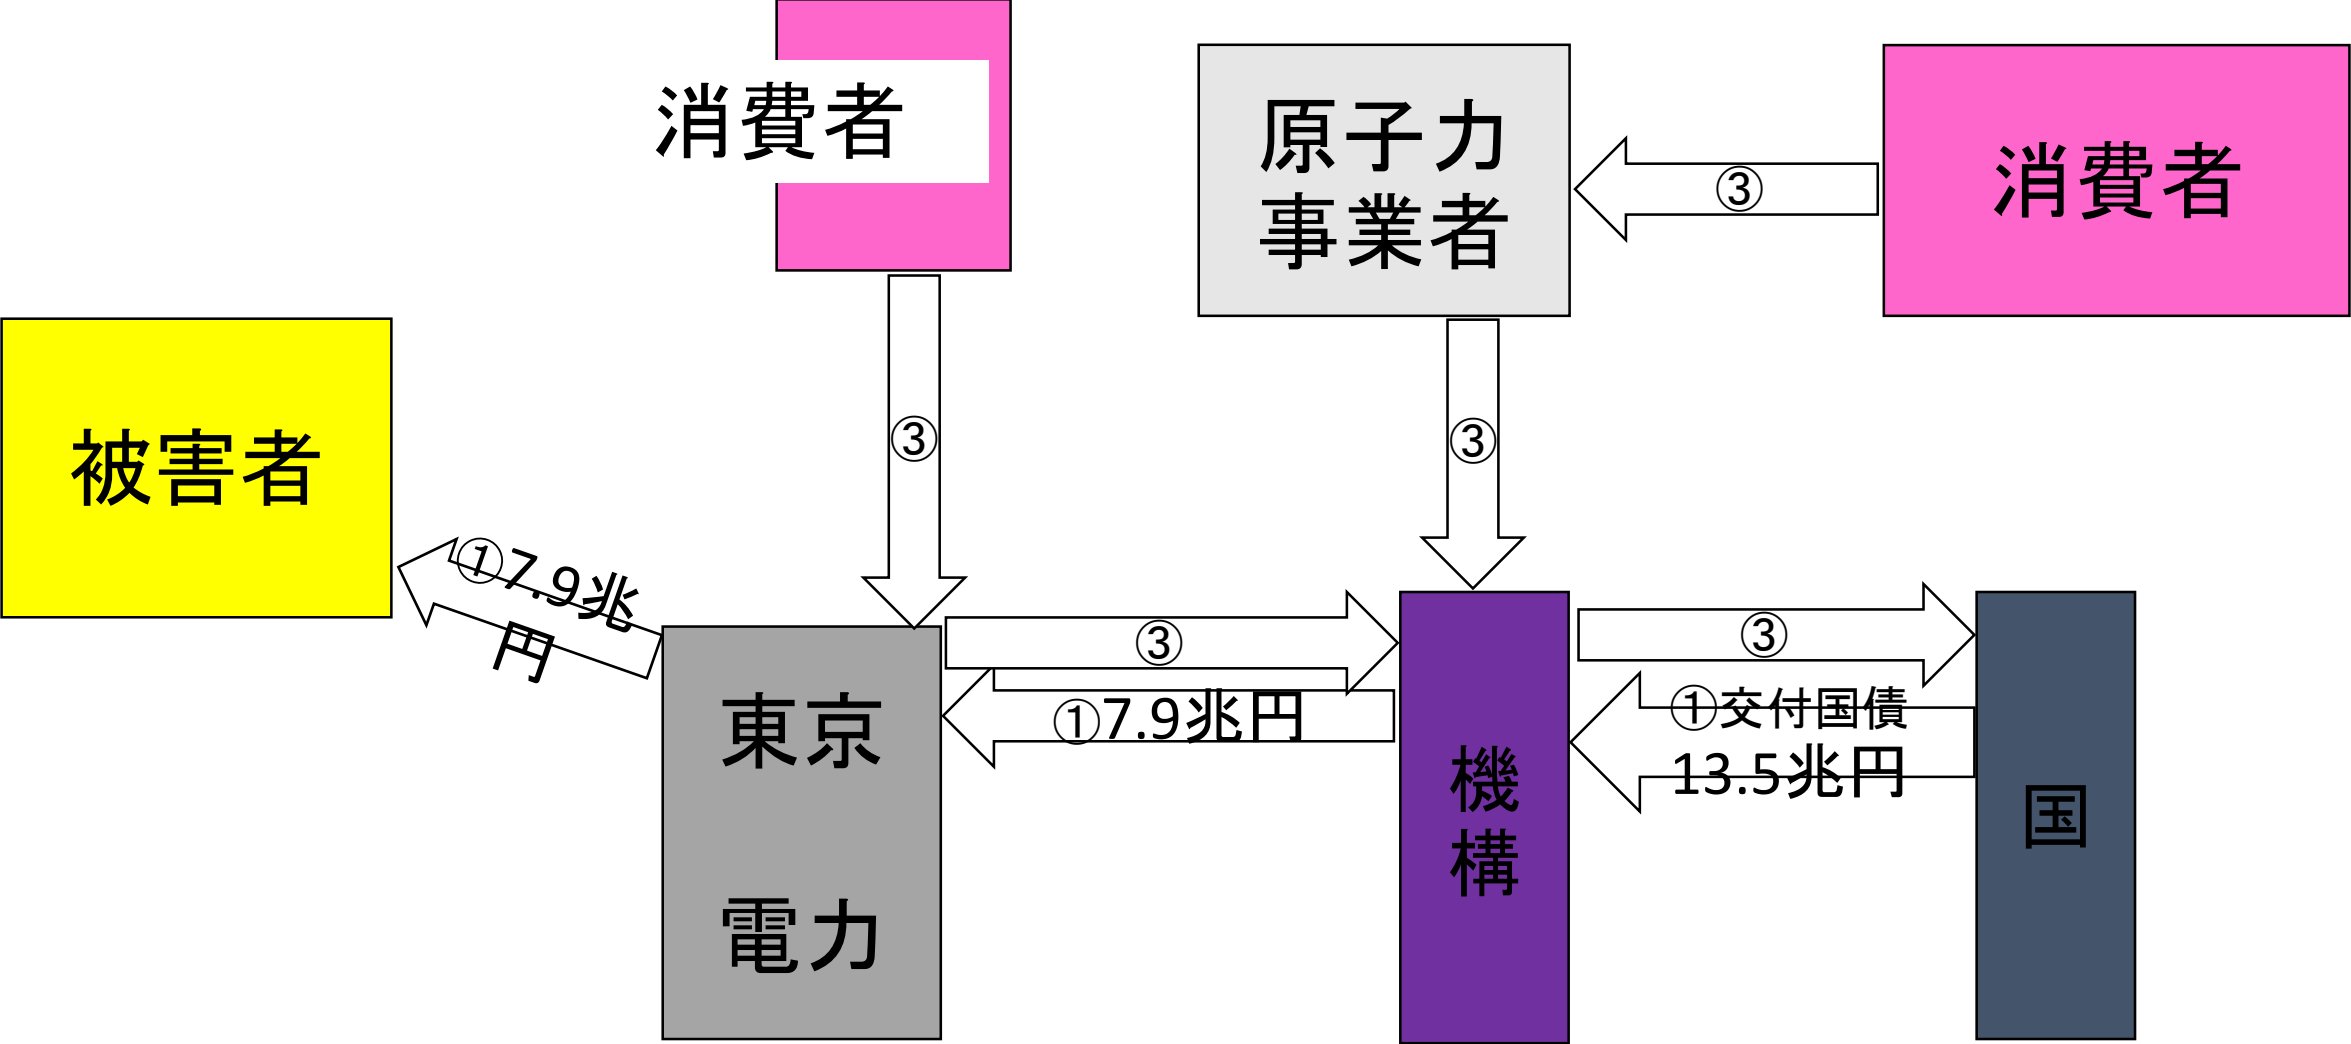 消費者
原子力
事業者
③
消費者
被害者
③
③
①7.9兆
円
③
③
①7.9兆円
①交付国債
13.5兆円
東京
電力
機
構
国